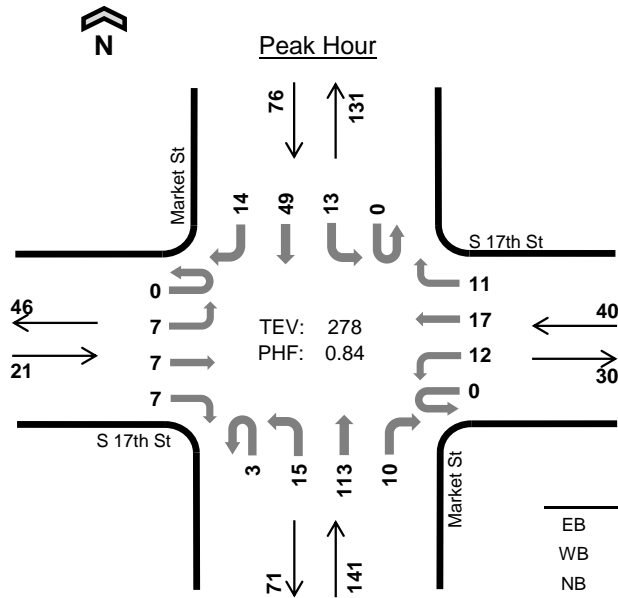 N
Peak Hour
76
131
Market St
14
49
13
0
S 17th St
0
11
46
7
TEV: 278
17
40
21
7
PHF: 0.84
12
30
7
0
S 17th St
3
15
113
10
Market St
71
141
EB
WB
NB